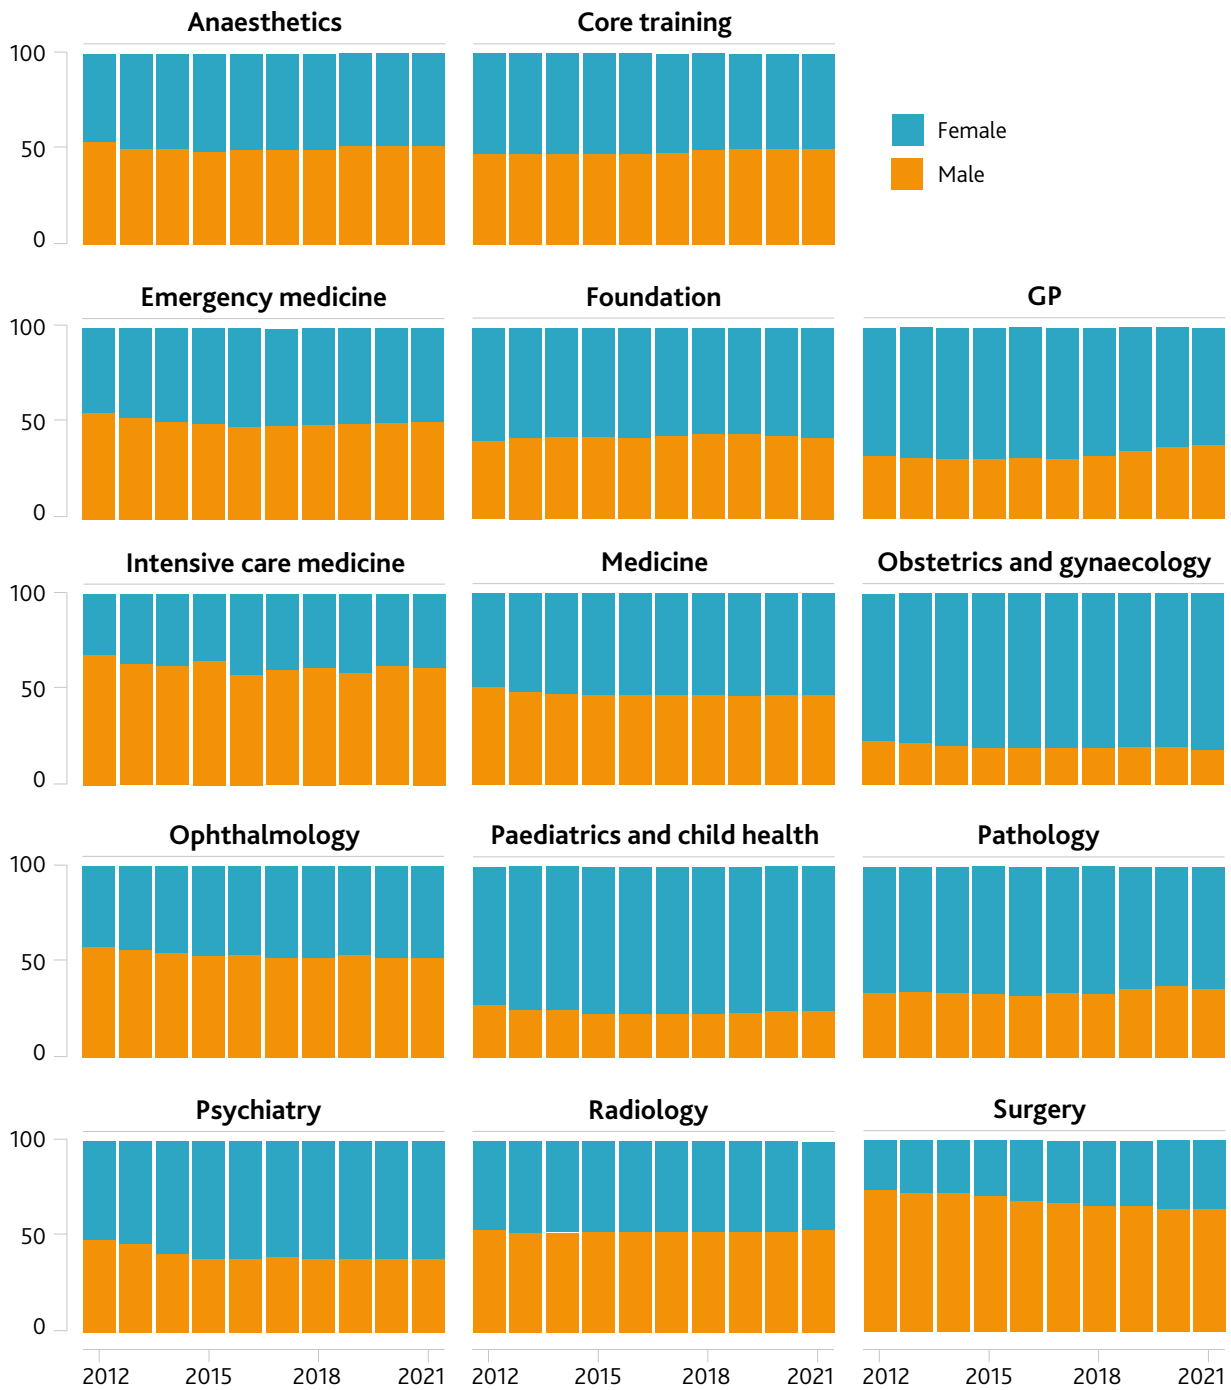 Anaesthetics
Core training
100
50
0
Female
Male
Emergency medicine
Foundation
GP
100
50
0
Intensive care medicine
Medicine
Obstetrics and gynaecology
100
50
0
Ophthalmology
Paediatrics and child health
Pathology
100
50
0
Psychiatry
Radiology
Surgery
100
50
0
2012 2015 2018 2021
2012 2015 2018 2021
2012 2015 2018 2021